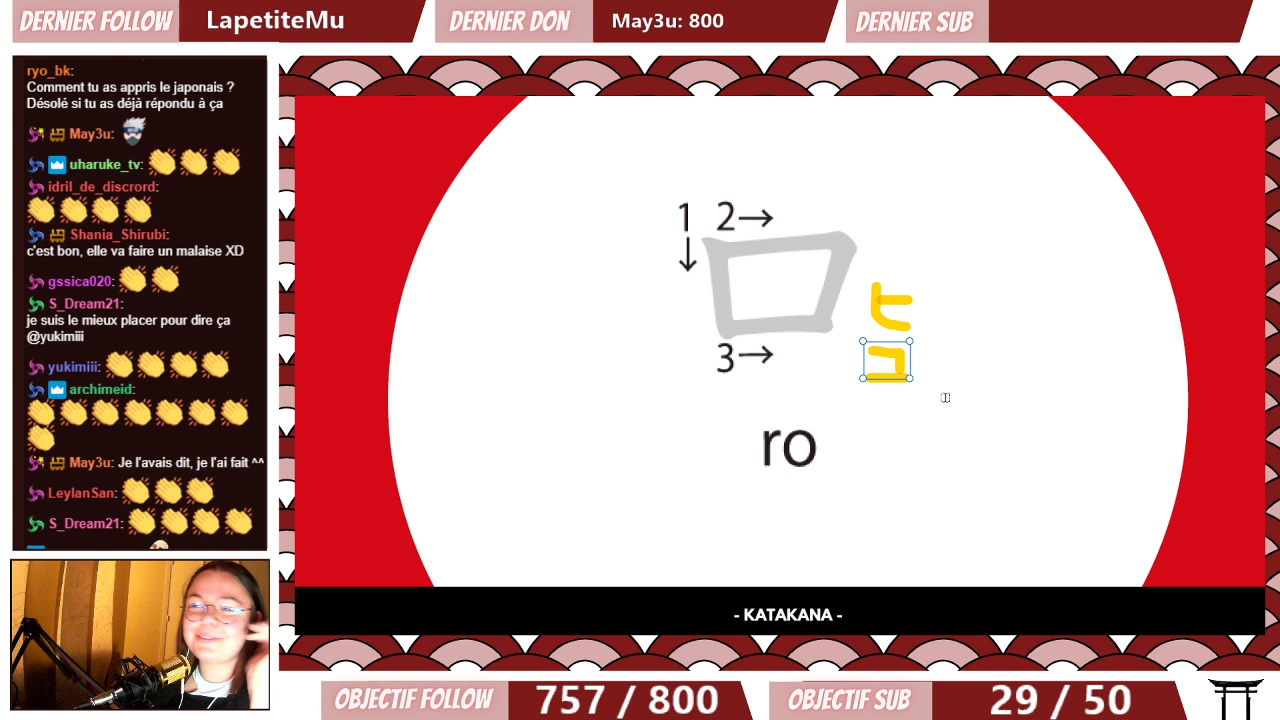 DERNIER FOLLOW
LapetiteMu
DERNIER DON
May3u: 800
DERNIER SUB
ryo_bk:
Comment tu as appris le japonais ?
Désolé si tu as déjà répondu à ça
May3u:
uharuke_tv:
idril_de_discrord:
Shania_Shirubi:
c'est bon, elle va faire un malaise XD
gssica020:
S_Dream21:
je suis le mieux placer pour dire ça
@yukimiii
yukimiii:
archimeid:
May3u: Je l'avais dit, je l'ai fait ^^
LeylanSan:
S_Dream21:
1 2→
↓
ロ
3→
ヒ
コ
ro
- KATAKANA -
OBJECTIF FOLLOW
757 / 800
OBJECTIF SUB
29 / 50